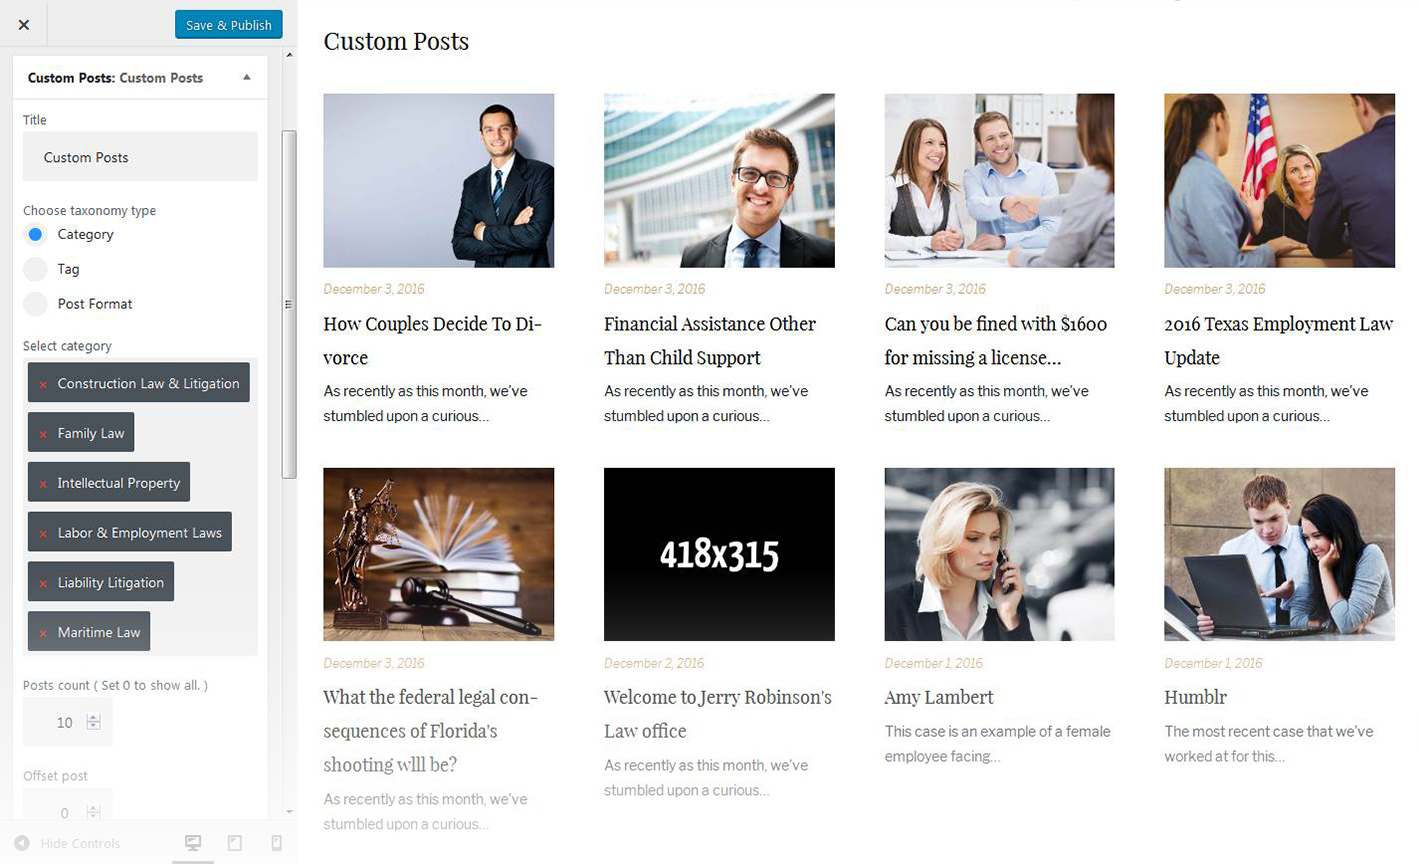 Save & Publish
Custom Posts: Custom Posts
Title
Custom Posts
Choose taxonomy type
Category
Tag
Post Format
Select category
× Construction Law & Litigation
× Family Law
× Intellectual Property
× Labor & Employment Laws
× Liability Litigation
× Maritime Law
Posts count ( Set 0 to show all. )
10
Offset post
0
Hide Controls
Custom Posts
December 3, 2016
How Couples Decide To Di-
vorce
As recently as this month, we've
stumbled upon a curious...
December 3, 2016
Financial Assistance Other
Than Child Support
As recently as this month, we've
stumbled upon a curious...
December 3, 2016
Can you be fined with $1600
for missing a license...
As recently as this month, we've
stumbled upon a curious...
December 3, 2016
2016 Texas Employment Law
Update
As recently as this month, we've
stumbled upon a curious...
December 3, 2016
What the federal legal con-
sequences of Florida's
shooting wlll be?
As recently as this month, we've
stumbled upon a curious...
418x315
December 2, 2016
Welcome to Jerry Robinson's
Law office
As recently as this month, we've
stumbled upon a curious...
December 1, 2016
Amy Lambert
This case is an example of a female
employee facing...
December 1, 2016
Humblr
The most recent case that we've
worked at for this...